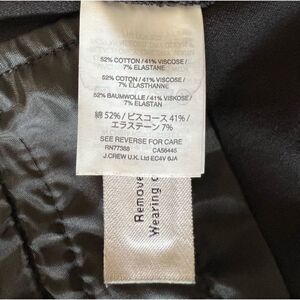 52% COTTON / 41% VISCOSE /
7% ELASTANE
52% COTON / 41% VISCOSE /
7% ELASTHANNE
52% BAUMWOLLE / 41% VISKOSE /
7% ELASTAN
綿 52% / ビスコース 41% /
エラステーン 7%
SEE REVERSE FOR CARE
RN77388 CA56445
J.CREW U.K. Ltd EC4V 6JA
Remove
Wearing